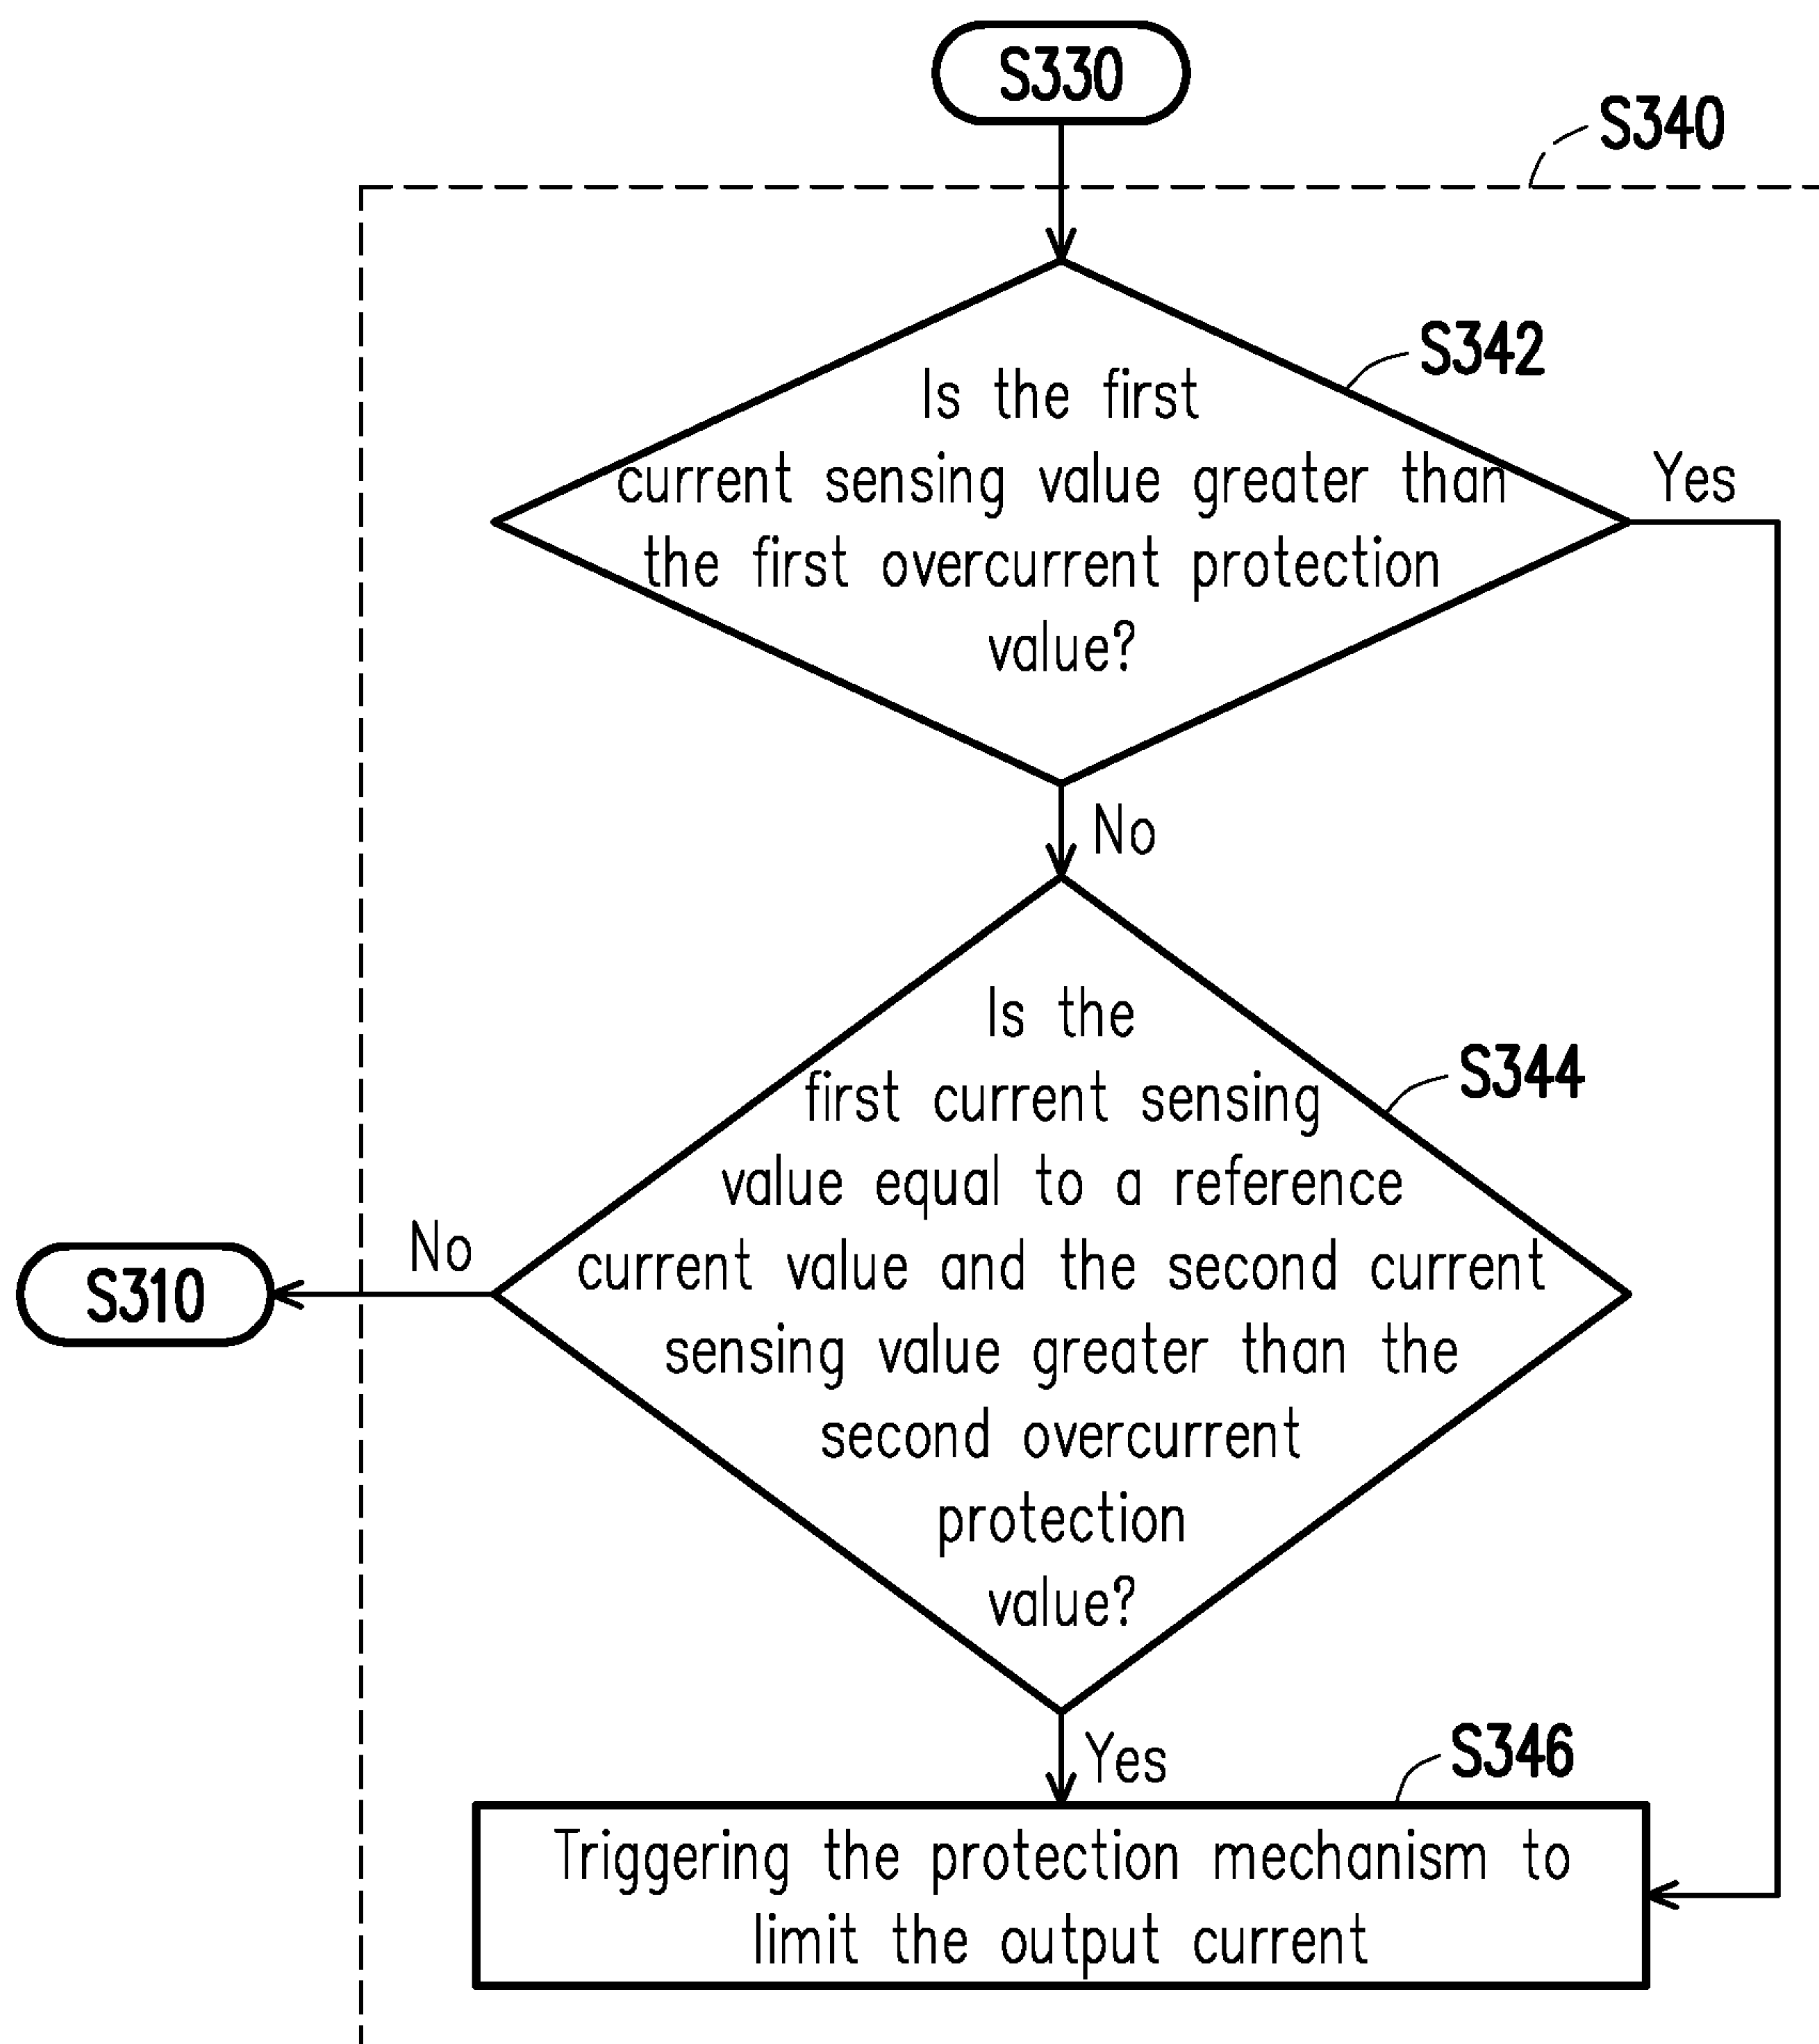 S330
S340
S342
Is the first
current sensing value greater than
the first overcurrent protection
value?
Yes
No
S344
Is the
first current sensing
value equal to a reference
current value and the second current
sensing value greater than the
second overcurrent
protection
value?
No
S310
Yes
S346
Triggering the protection mechanism to
limit the output current